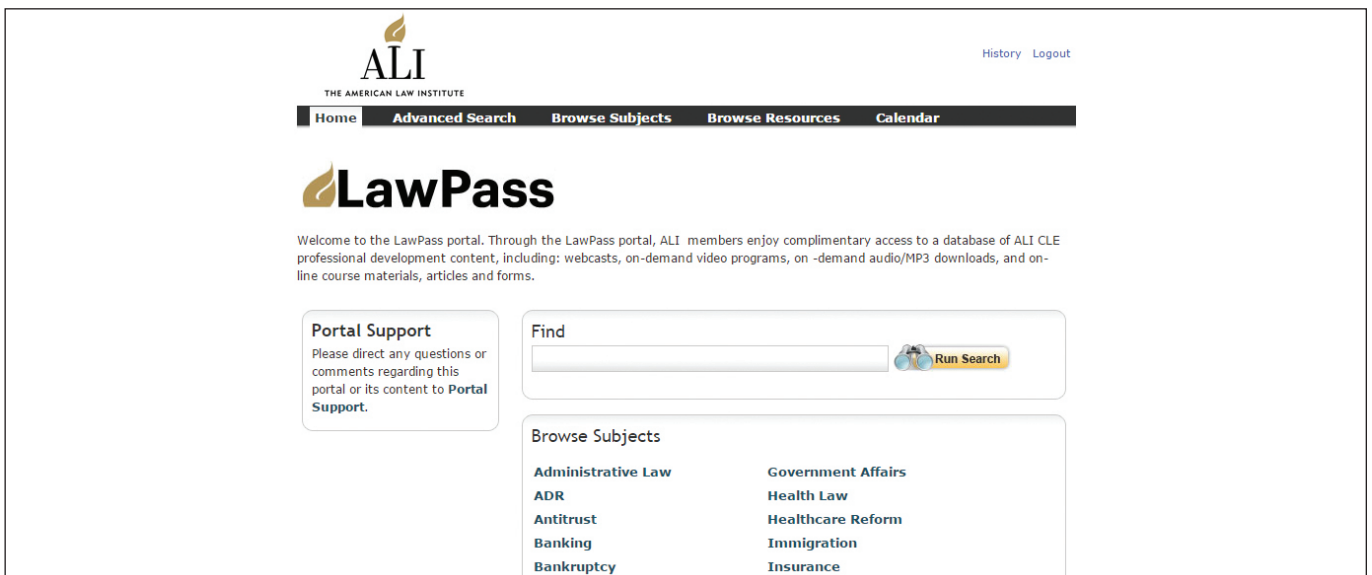 ALI
THE AMERICAN LAW INSTITUTE
History Logout
Home Advanced Search Browse Subjects Browse Resources Calendar
LawPass
Welcome to the LawPass portal. Through the LawPass portal, ALI members enjoy complimentary access to a database of ALI CLE
professional development content, including: webcasts, on-demand video programs, on -demand audio/MP3 downloads, and on-
line course materials, articles and forms.
Portal Support
Please direct any questions or
comments regarding this
portal or its content to Portal
Support.
Find
Run Search
Browse Subjects
Administrative Law
ADR
Antitrust
Banking
Bankruptcy
Government Affairs
Health Law
Healthcare Reform
Immigration
Insurance